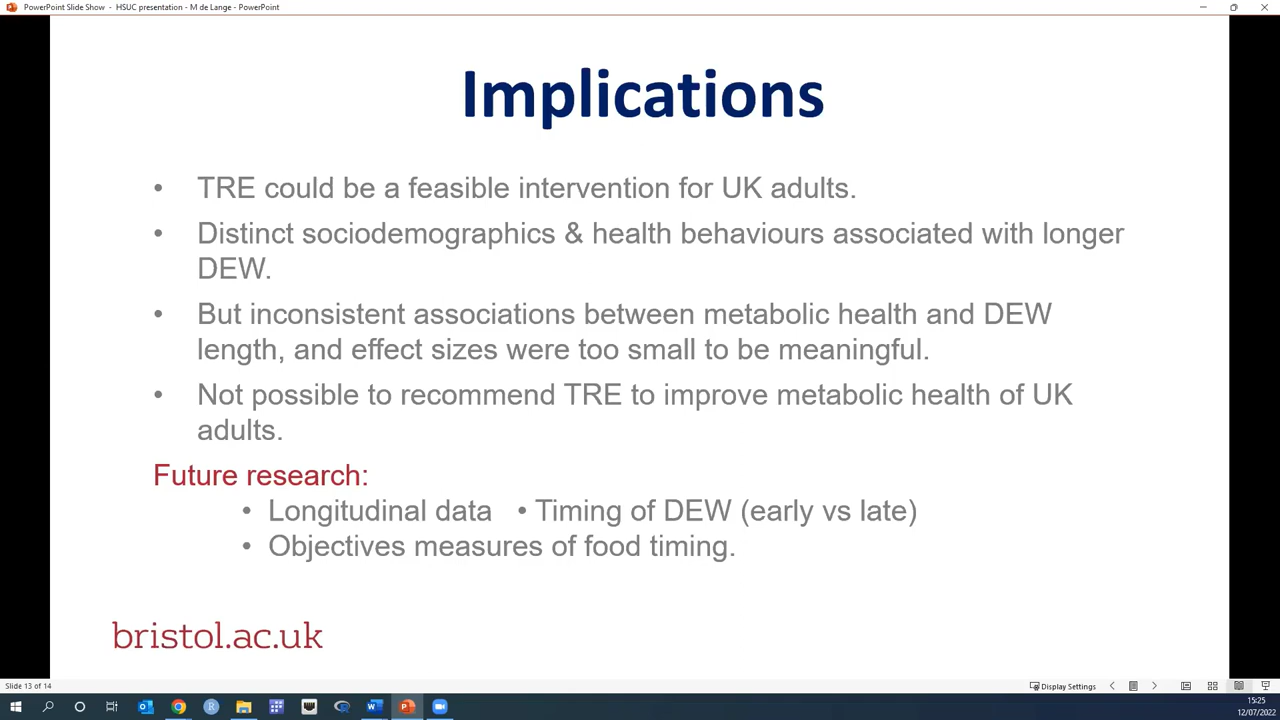 PowerPoint Slide Show - HSUC presentation - M de Lange - PowerPoint
Implications
• TRE could be a feasible intervention for UK adults.
• Distinct sociodemographics & health behaviours associated with longer
DEW.
• But inconsistent associations between metabolic health and DEW
length, and effect sizes were too small to be meaningful.
• Not possible to recommend TRE to improve metabolic health of UK
adults.
Future research:
• Longitudinal data • Timing of DEW (early vs late)
• Objectives measures of food timing.
bristol.ac.uk
Slide 13 of 14
Display Settings
15:25
12/07/2022